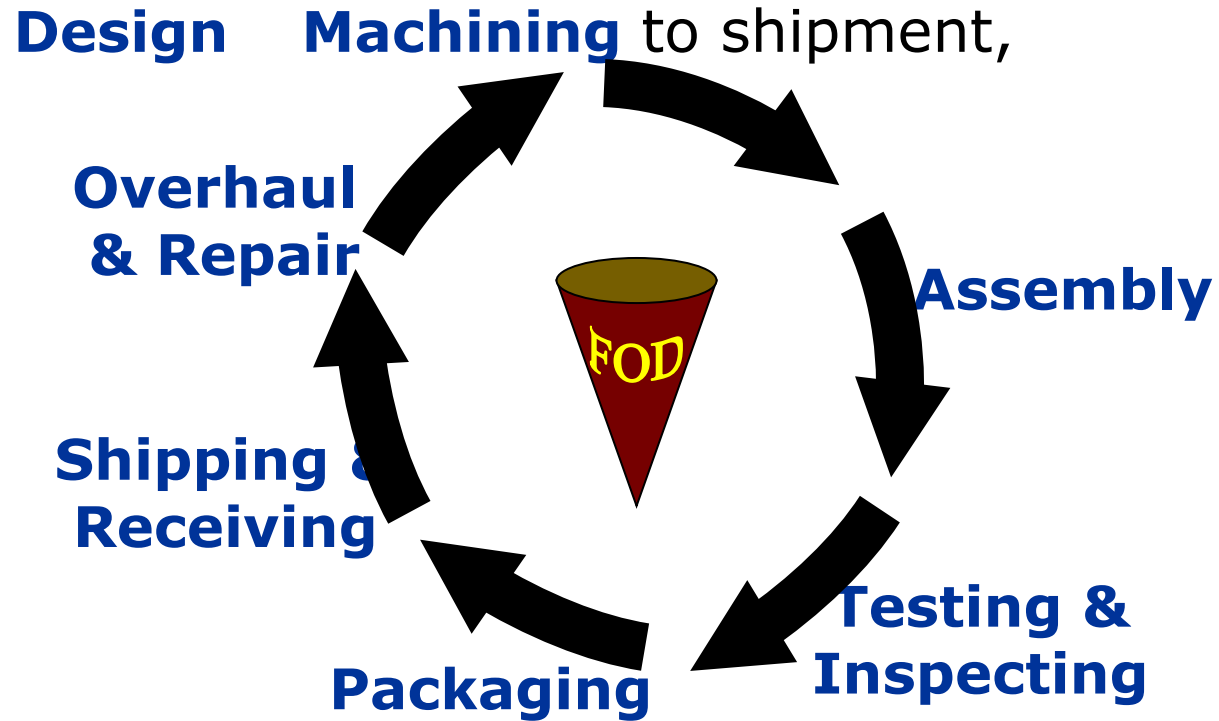 Design Machining to shipment,
Overhaul
& Repair
Assembly
FOD
Shipping &
Receiving
Testing &
Inspecting
Packaging